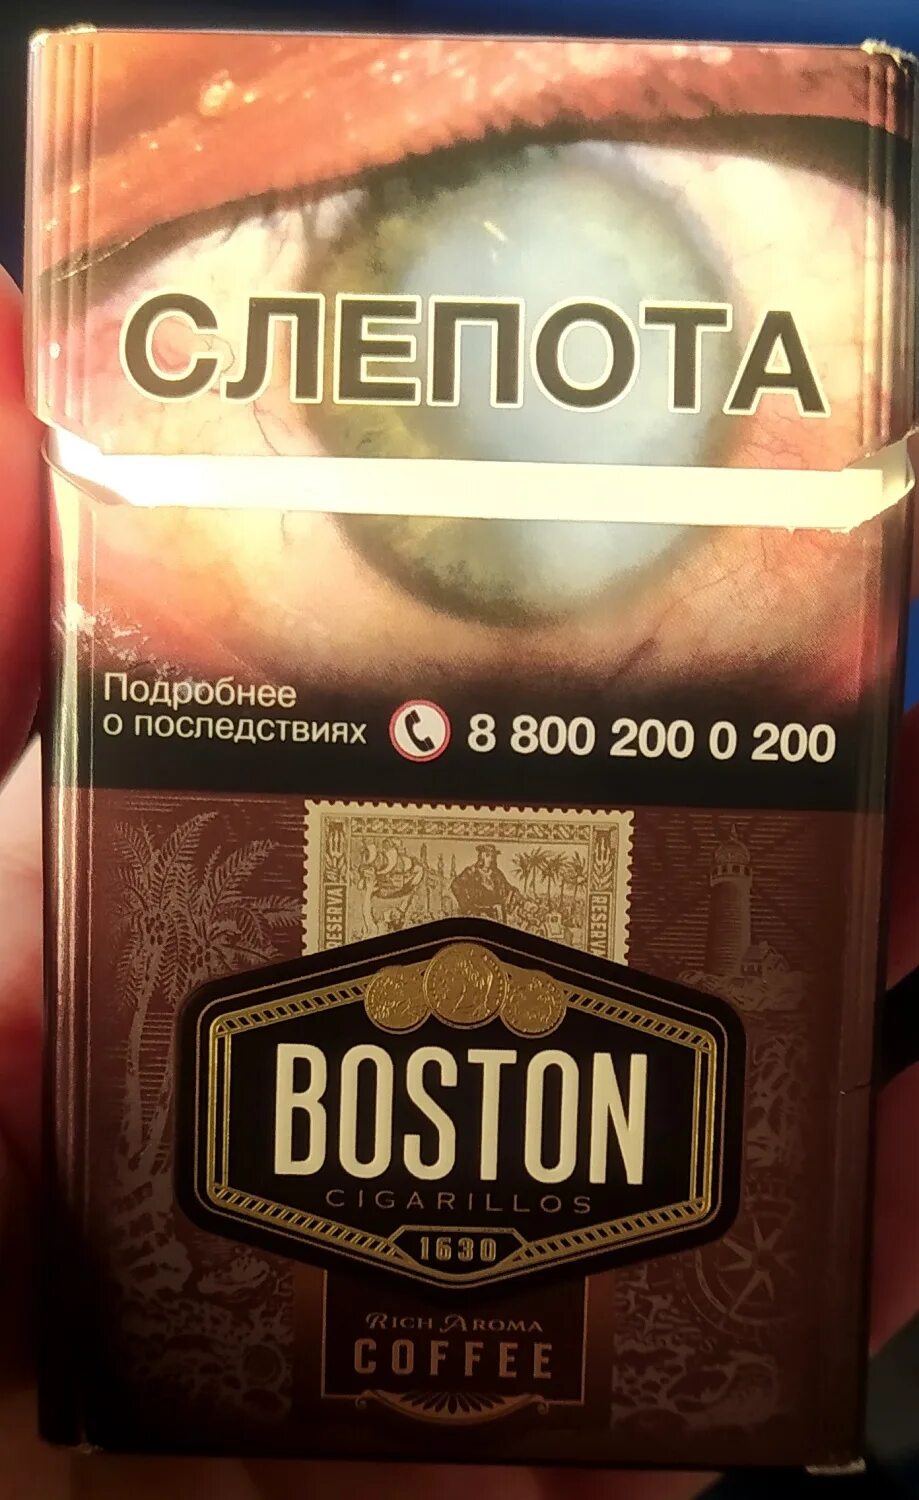 СЛЕПОТА
Подробнее
о последствиях
8 800 200 0 200
RESERVA
RESERVA
BOSTON
CIGARILLOS
1630
RICH AROMA
COFFEE